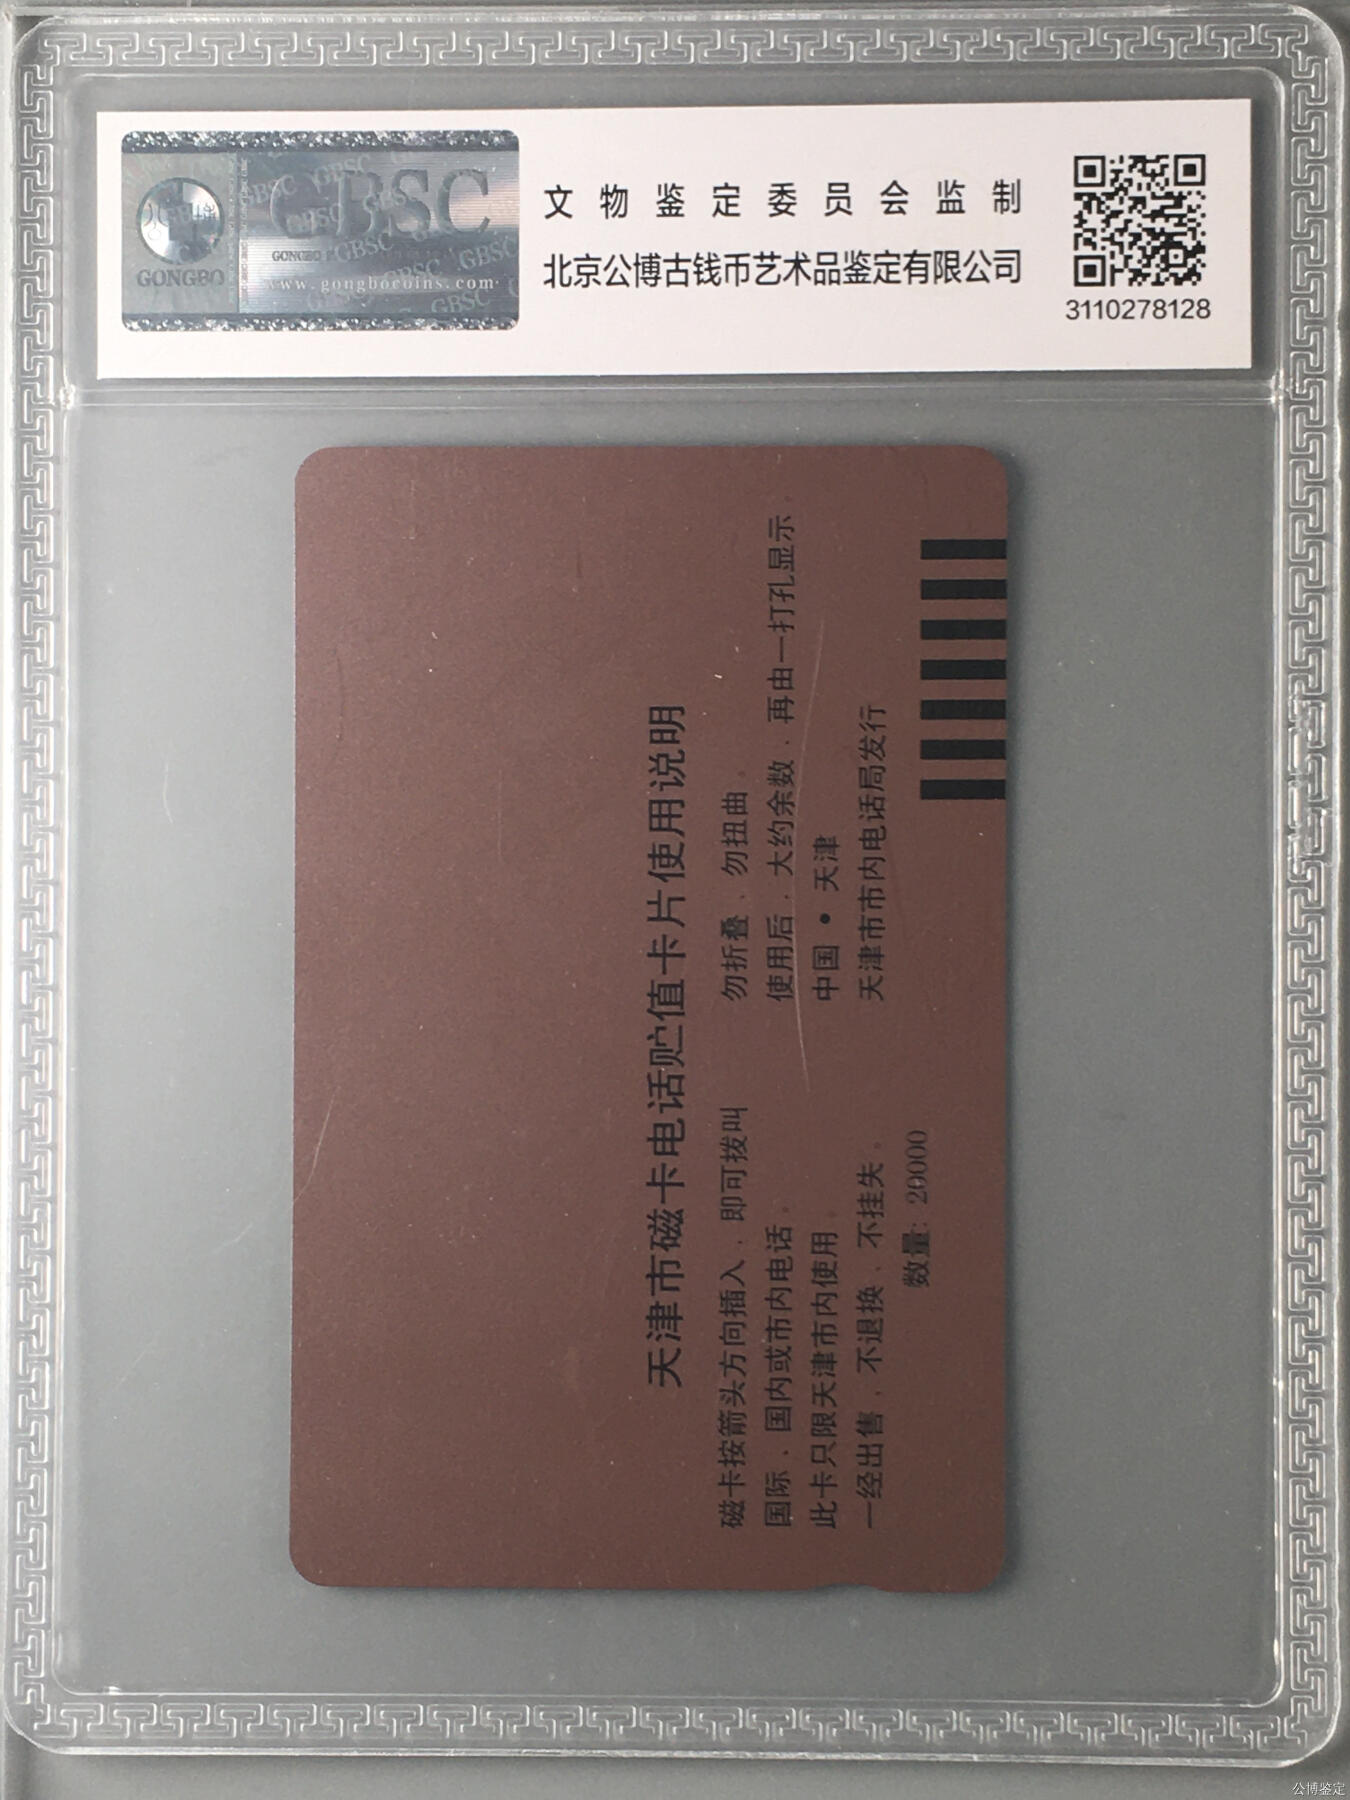 GBSC
GONGBO
www.gongbocoins.com
文物鉴定委员会监制
北京公博古钱币艺术品鉴定有限公司
3110278128
天津市磁卡电话贮值卡片使用说明
磁卡按箭头方向插入，即可拨叫
国际、国内或市内电话。
此卡只限天津市内使用。
一经出售，不退换、不挂失。
数量: 20000
勿折叠、勿扭曲。
使用后，大约余数，再由一打孔显示。
中国●天津
天津市市内电话局发行
公博鉴定